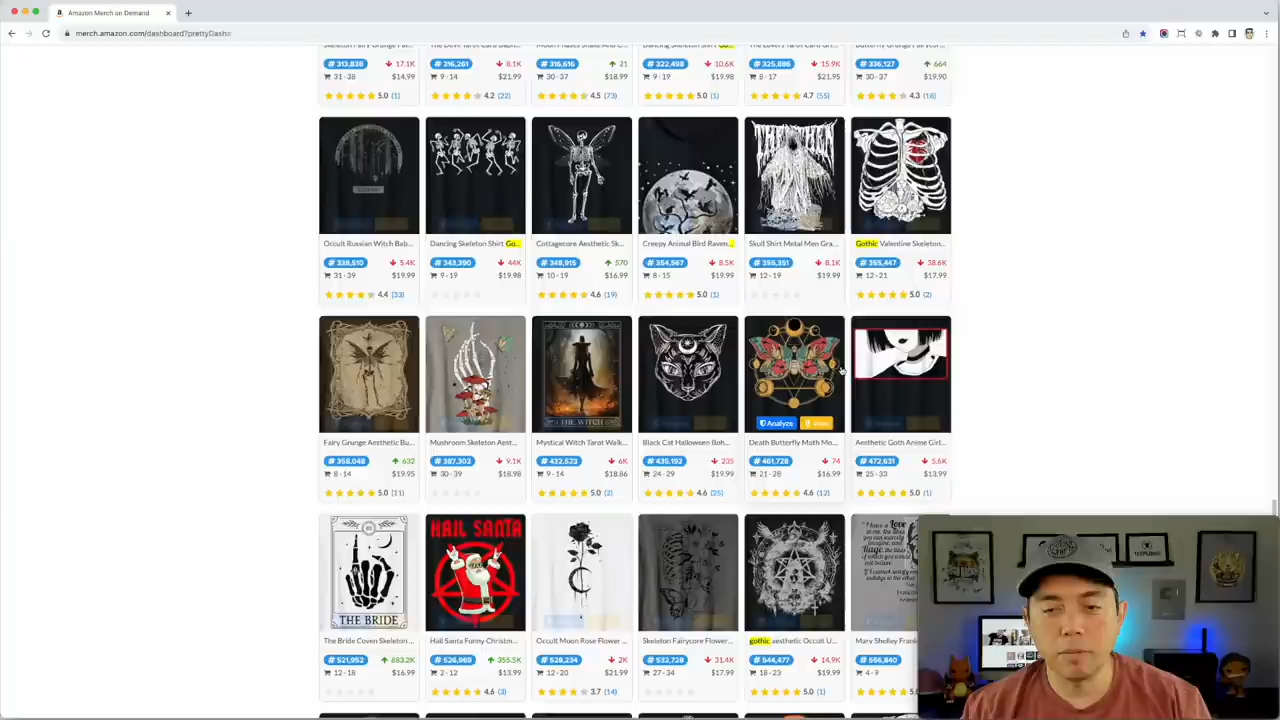 Amazon Merch on Demand
merch.amazon.com/dashboard?prettyDash=
#313,838 17.1K #316,261 8.1K #316,616 21 #322,498 10.6K #325,886 15.9K #336,127 664
31-38 $14.99 9-14 $21.99 30-37 $18.99 9-19 $19.98 8-17 $21.95 30-37 $19.90
5.0 (1) 4.2 (22) 4.5 (73) 5.0 (1) 4.7 (55) 4.3 (18)
Occult Russian Witch Bab... Dancing Skeleton Shirt Go... Cottagecore Aesthetic Sk... Creepy Animal Bird Raven... Skull Shirt Metal Men Gra... Gothic Valentine Skeleton...
#338,510 5.4K #343,390 44K #348,915 570 #354,567 8.5K #355,351 8.1K #355,447 38.6K
31-39 $19.99 9-19 $19.98 10-19 $16.99 8-15 $19.99 12-19 $19.99 12-21 $17.99
4.4 (33) 4.6 (19) 5.0 (1) 5.0 (2)
THE WITCH
Analyze
Fairy Grunge Aesthetic Bu... Mushroom Skeleton Aest... Mystical Witch Tarot Walk... Black Cat Halloween Boh... Death Butterfly Moth Mo... Aesthetic Goth Anime Girl...
#358,048 632 #387,302 9.1K #432,623 6K #435,192 235 #461,728 74 #472,631 5.6K
8-14 $19.95 30-39 $18.98 9-14 $18.86 24-29 $19.99 21-28 $16.99 25-33 $13.99
5.0 (11) 5.0 (2) 4.6 (25) 4.6 (12) 5.0 (1)
HAIL SANTA
THE BRIDE
The Bride Coven Skeleton ... Hail Santa Funny Christm... Occult Moon Rose Flower ... Skeleton Fairycore Flower... gothic aesthetic Occult U... Mary Shelley Frank
#521,952 883.2K #526,969 355.5K #528,234 2K #532,728 31.4K #544,477 14.9K #556,840
12-18 $16.99 2-12 $13.99 12-20 $21.99 27-34 $17.99 18-23 $19.99 4-9
4.6 (3) 3.7 (14) 5.0 (1)